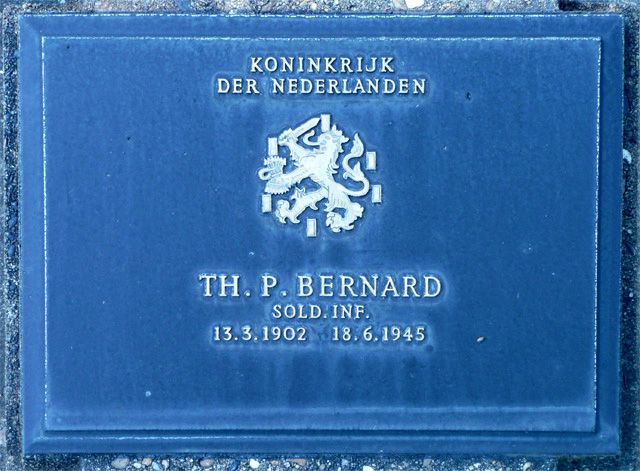 KONINKRIJK
DER NEDERLANDEN
TH. P. BERNARD
SOLD. INF.
13.3.1902 18.6.1945